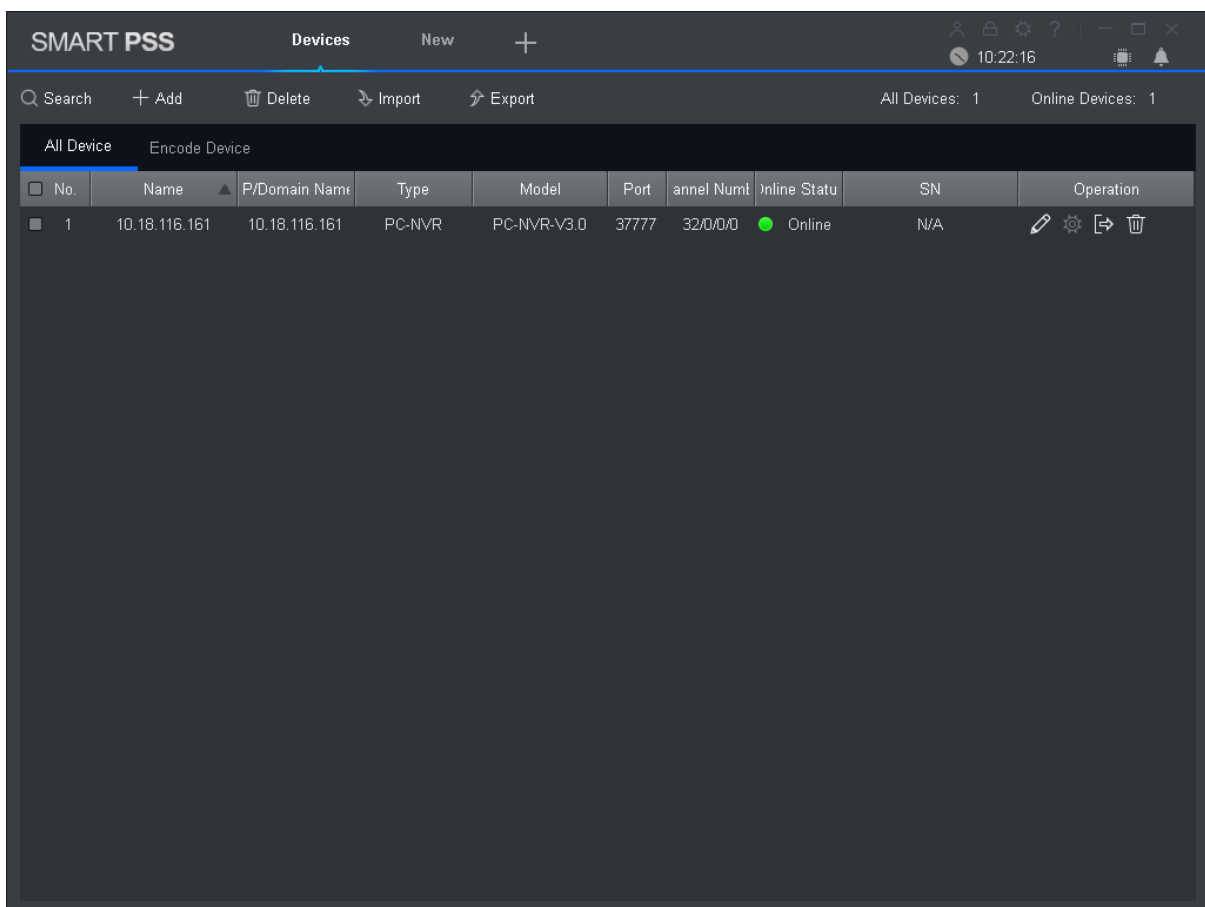 SMART PSS Devices New
10:22:16
Search Add Delete Import Export All Devices: 1 Online Devices: 1
All Device Encode Device
No. Name P/Domain Name Type Model Port annel Numb Online Statu SN Operation
1 10.18.116.161 10.18.116.161 PC-NVR PC-NVR-V3.0 37777 32/0/0/0 Online N/A